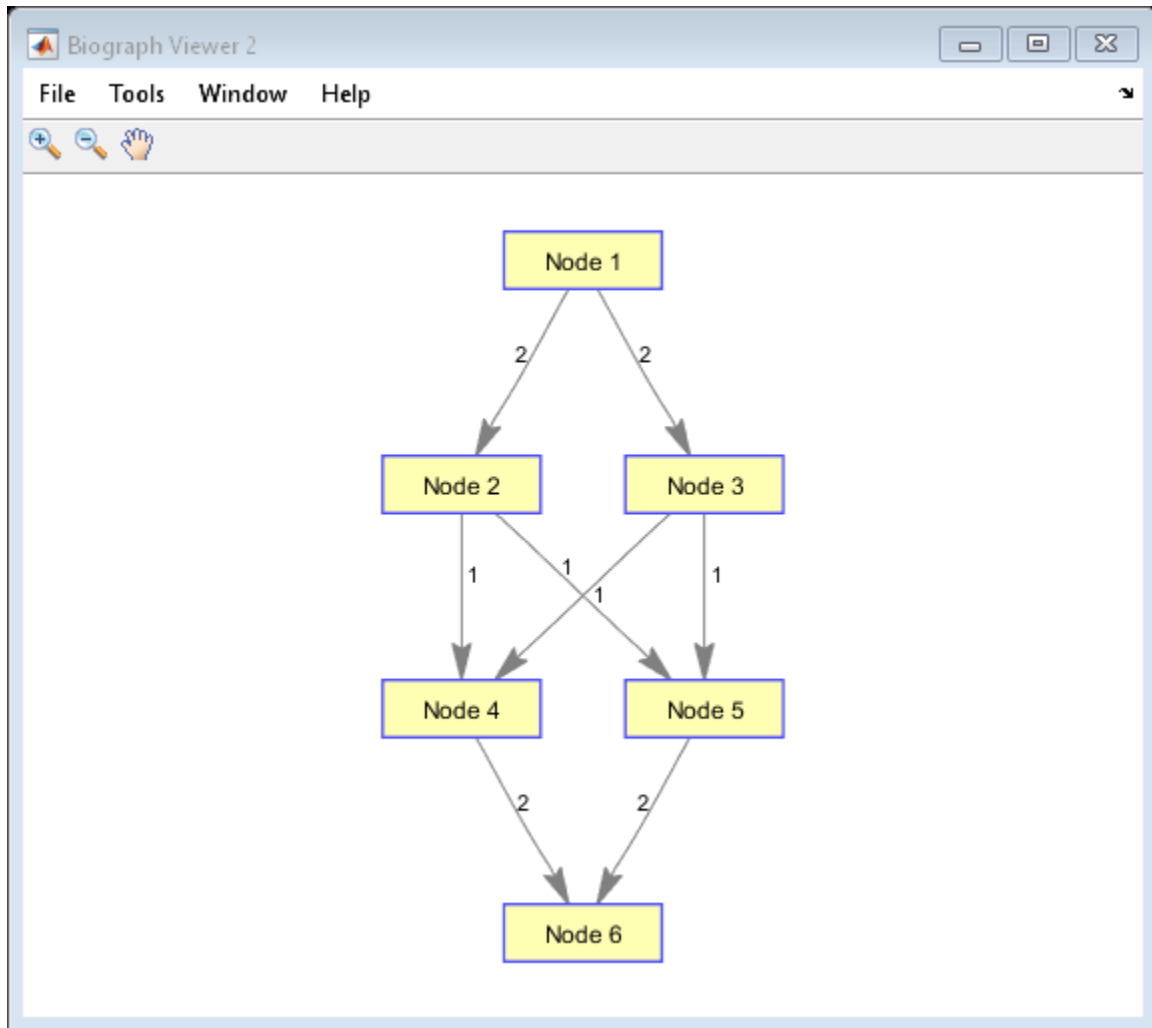 Biograph Viewer 2
File Tools Window Help
Node 1
2 2
Node 2 Node 3
1 1 1 1
Node 4 Node 5
2 2
Node 6